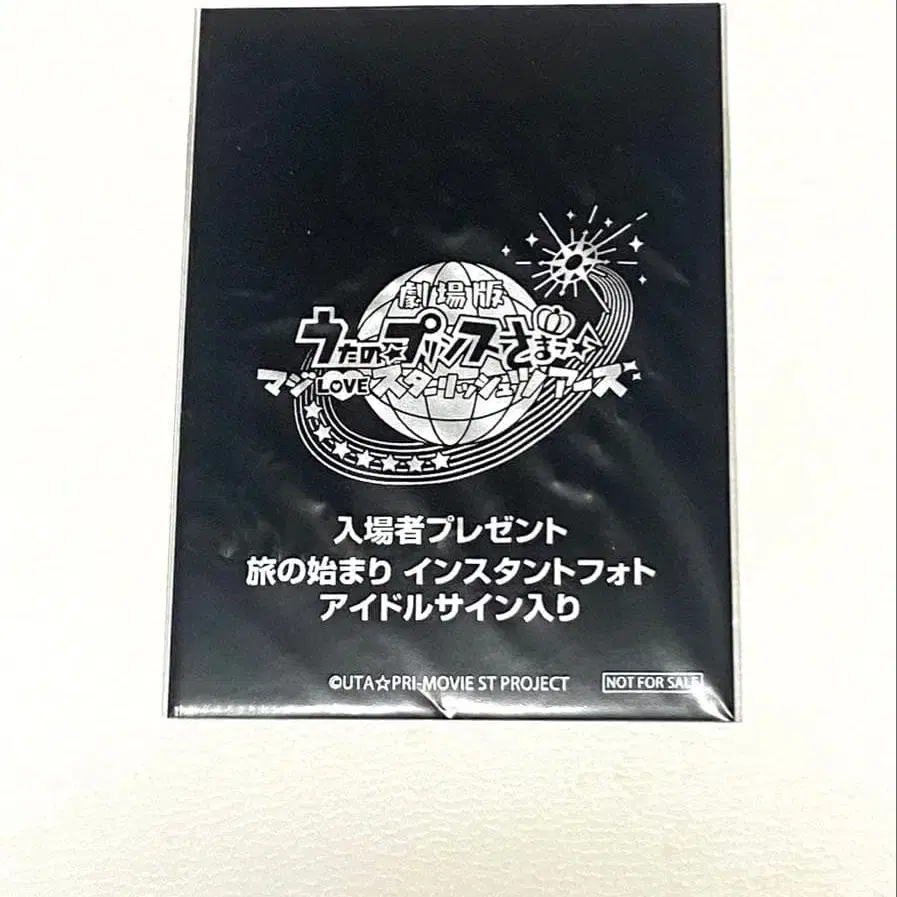 劇場版
うたの☆プリンスさまっ♪
マジLOVEスターリッシュツアーズ
入場者プレゼント
旅の始まり インスタントフォト
アイドルサイン入り
©UTA☆PRI-MOVIE ST PROJECT
NOT FOR SALE